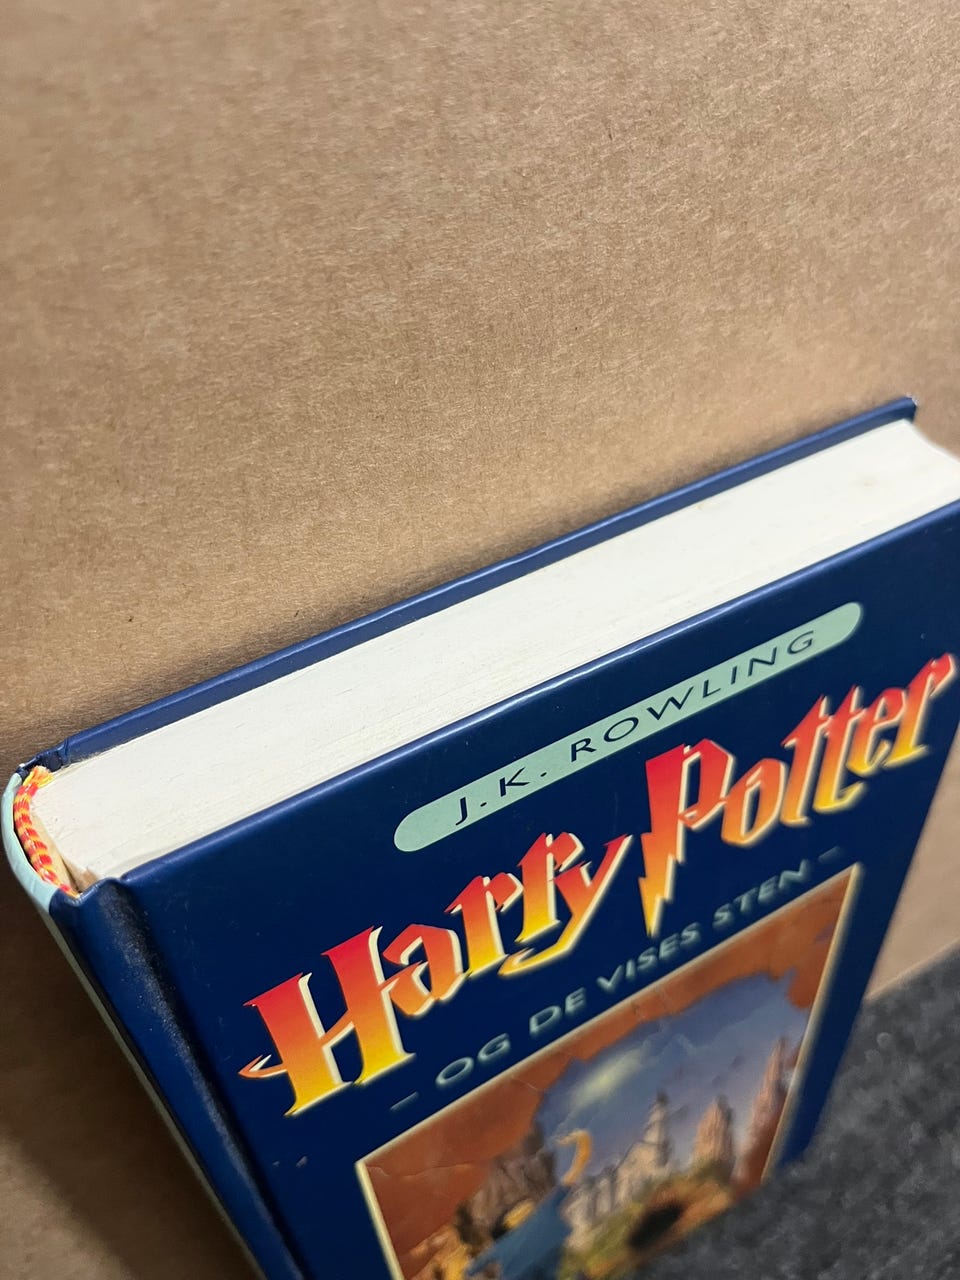 J.K. ROWLING
Harry Potter
– OG DE VISES STEN –